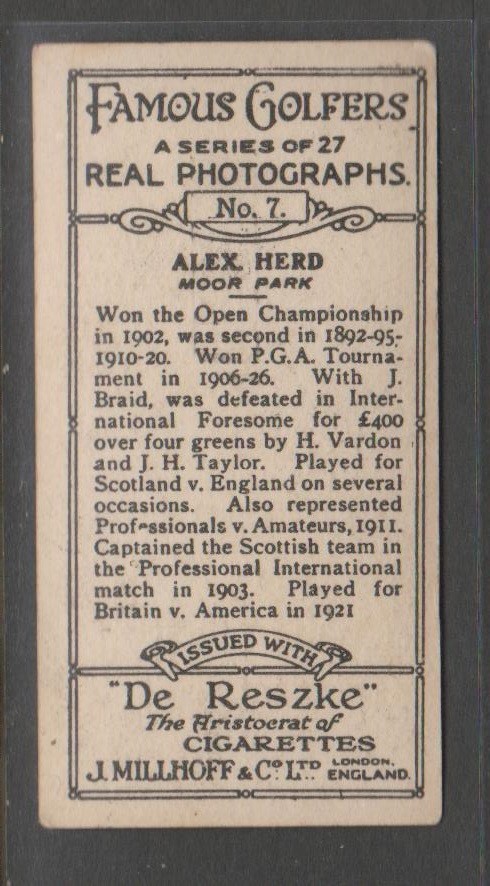 FAMOUS GOLFERS
A SERIES OF 27
REAL PHOTOGRAPHS.
No. 7.
ALEX. HERD
MOOR PARK
Won the Open Championship
in 1902, was second in 1892-95-
1910-20. Won P.G.A. Tourna-
ment in 1906-26. With J.
Braid, was defeated in Inter-
national Foresome for £400
over four greens by H. Vardon
and J. H. Taylor. Played for
Scotland v. England on several
occasions. Also represented
Professionals v. Amateurs, 1911.
Captained the Scottish team in
the Professional International
match in 1903. Played for
Britain v. America in 1921
ISSUED WITH
"De Reszke"
The Aristocrat of
CIGARETTES
J. MILLHOFF & Co. LTD. LONDON. ENGLAND.